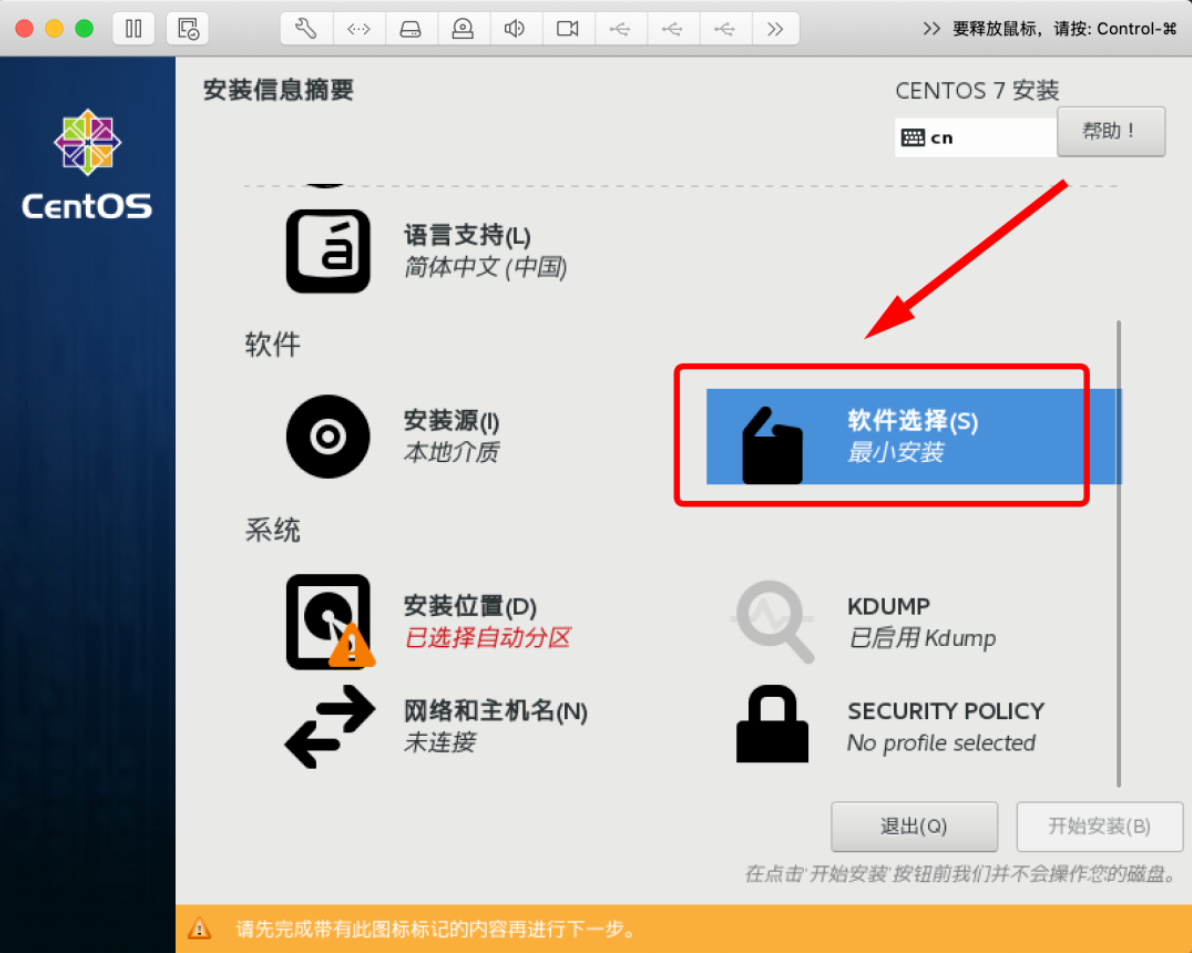 要释放鼠标，请按: Control-⌘
安装信息摘要
CENTOS 7 安装
cn
帮助！
CentOS
语言支持(L)
简体中文 (中国)
软件
安装源(I)
本地介质
软件选择(S)
最小安装
系统
安装位置(D)
已选择自动分区
KDUMP
已启用 Kdump
网络和主机名(N)
未连接
SECURITY POLICY
No profile selected
退出(Q)
开始安装(B)
在点击'开始安装'按钮前我们并不会操作您的磁盘。
请先完成带有此图标标记的内容再进行下一步。